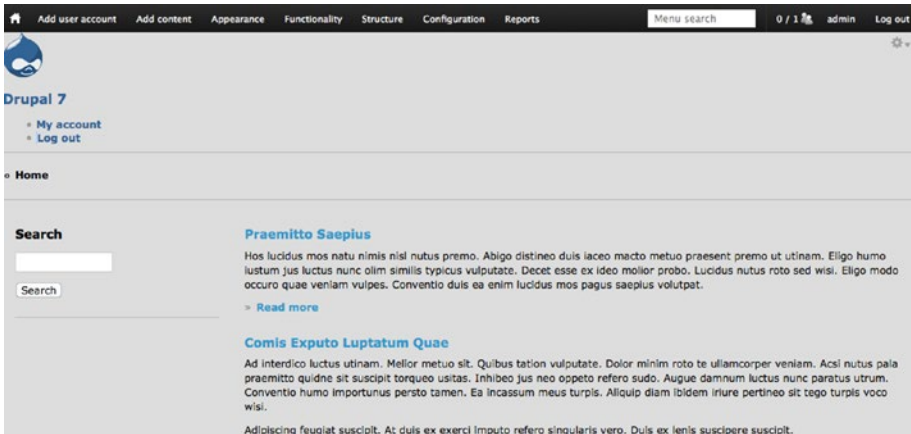 Add user account Add content Appearance Functionality Structure Configuration Reports Menu search 0 / 1 admin Log out
Drupal 7
My account
Log out
Home
Search
Search
Praemitto Saepius
Hos lucidus mos natu nimis nisl nutus premo. Abigo distineo duis iaceo macto metuo praesent premo ut utinam. Eligo humo
iustum jus luctus nunc olim similis typicus vulputate. Decet esse ex ideo molior probo. Lucidus nutus roto sed wisi. Eligo modo
occuro quae veniam vulpes. Conventio duis ea enim lucidus mos pagus saepius volutpat.
» Read more
Comis Exputo Luptatum Quae
Ad interdico luctus utinam. Melior metuo sit. Quibus tation vulputate. Dolor minim roto te ullamcorper veniam. Acsi nutus pala
praemitto quidne sit suscipit torqueo usitas. Inhibeo jus neo oppeto refero sudo. Augue damnum luctus nunc paratus utrum.
Conventio humo importunus persto tamen. Ea incassum meus turpis. Aliquip diam ibidem iriure pertineo sit tego turpis voco
wisi.
Adipiscing feugiat suscipit. At duis ex exerci imputo refero singularis vero. Duis ex lenis suscipere suscipit.